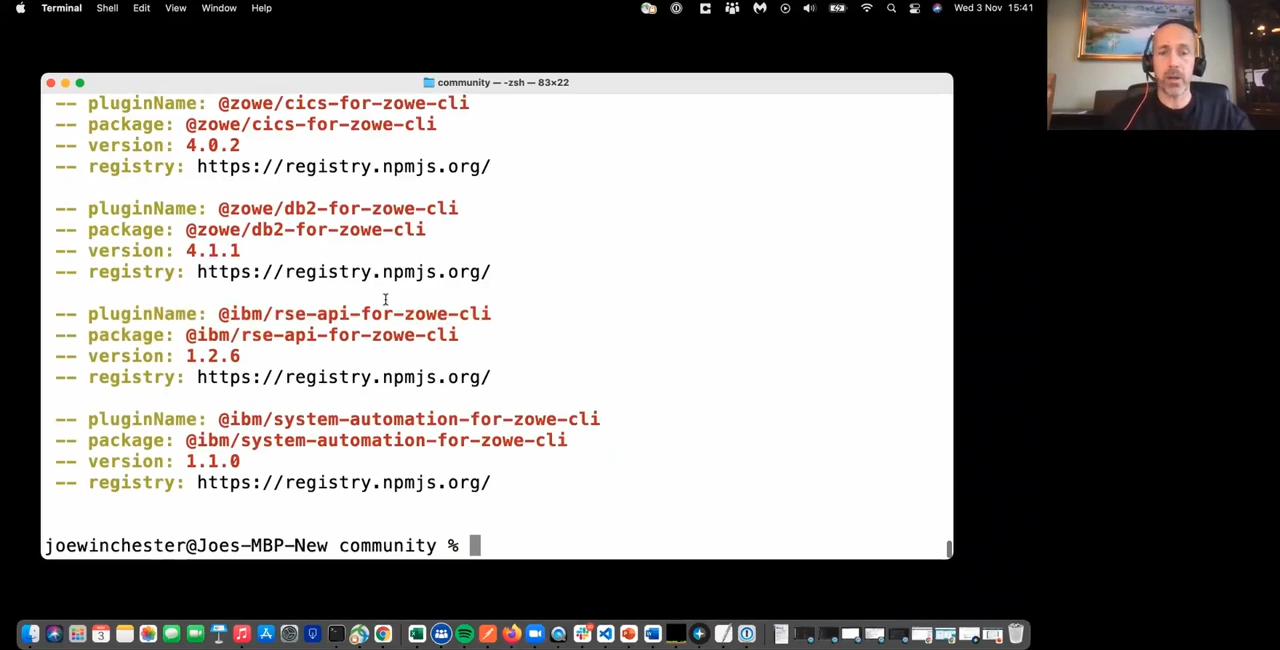 Terminal Shell Edit View Window Help Wed 3 Nov 15:41
community — -zsh — 83×22
-- pluginName: @zowe/cics-for-zowe-cli
-- package: @zowe/cics-for-zowe-cli
-- version: 4.0.2
-- registry: https://registry.npmjs.org/
-- pluginName: @zowe/db2-for-zowe-cli
-- package: @zowe/db2-for-zowe-cli
-- version: 4.1.1
-- registry: https://registry.npmjs.org/
-- pluginName: @ibm/rse-api-for-zowe-cli
-- package: @ibm/rse-api-for-zowe-cli
-- version: 1.2.6
-- registry: https://registry.npmjs.org/
-- pluginName: @ibm/system-automation-for-zowe-cli
-- package: @ibm/system-automation-for-zowe-cli
-- version: 1.1.0
-- registry: https://registry.npmjs.org/
joewinchester@Joes-MBP-New community %